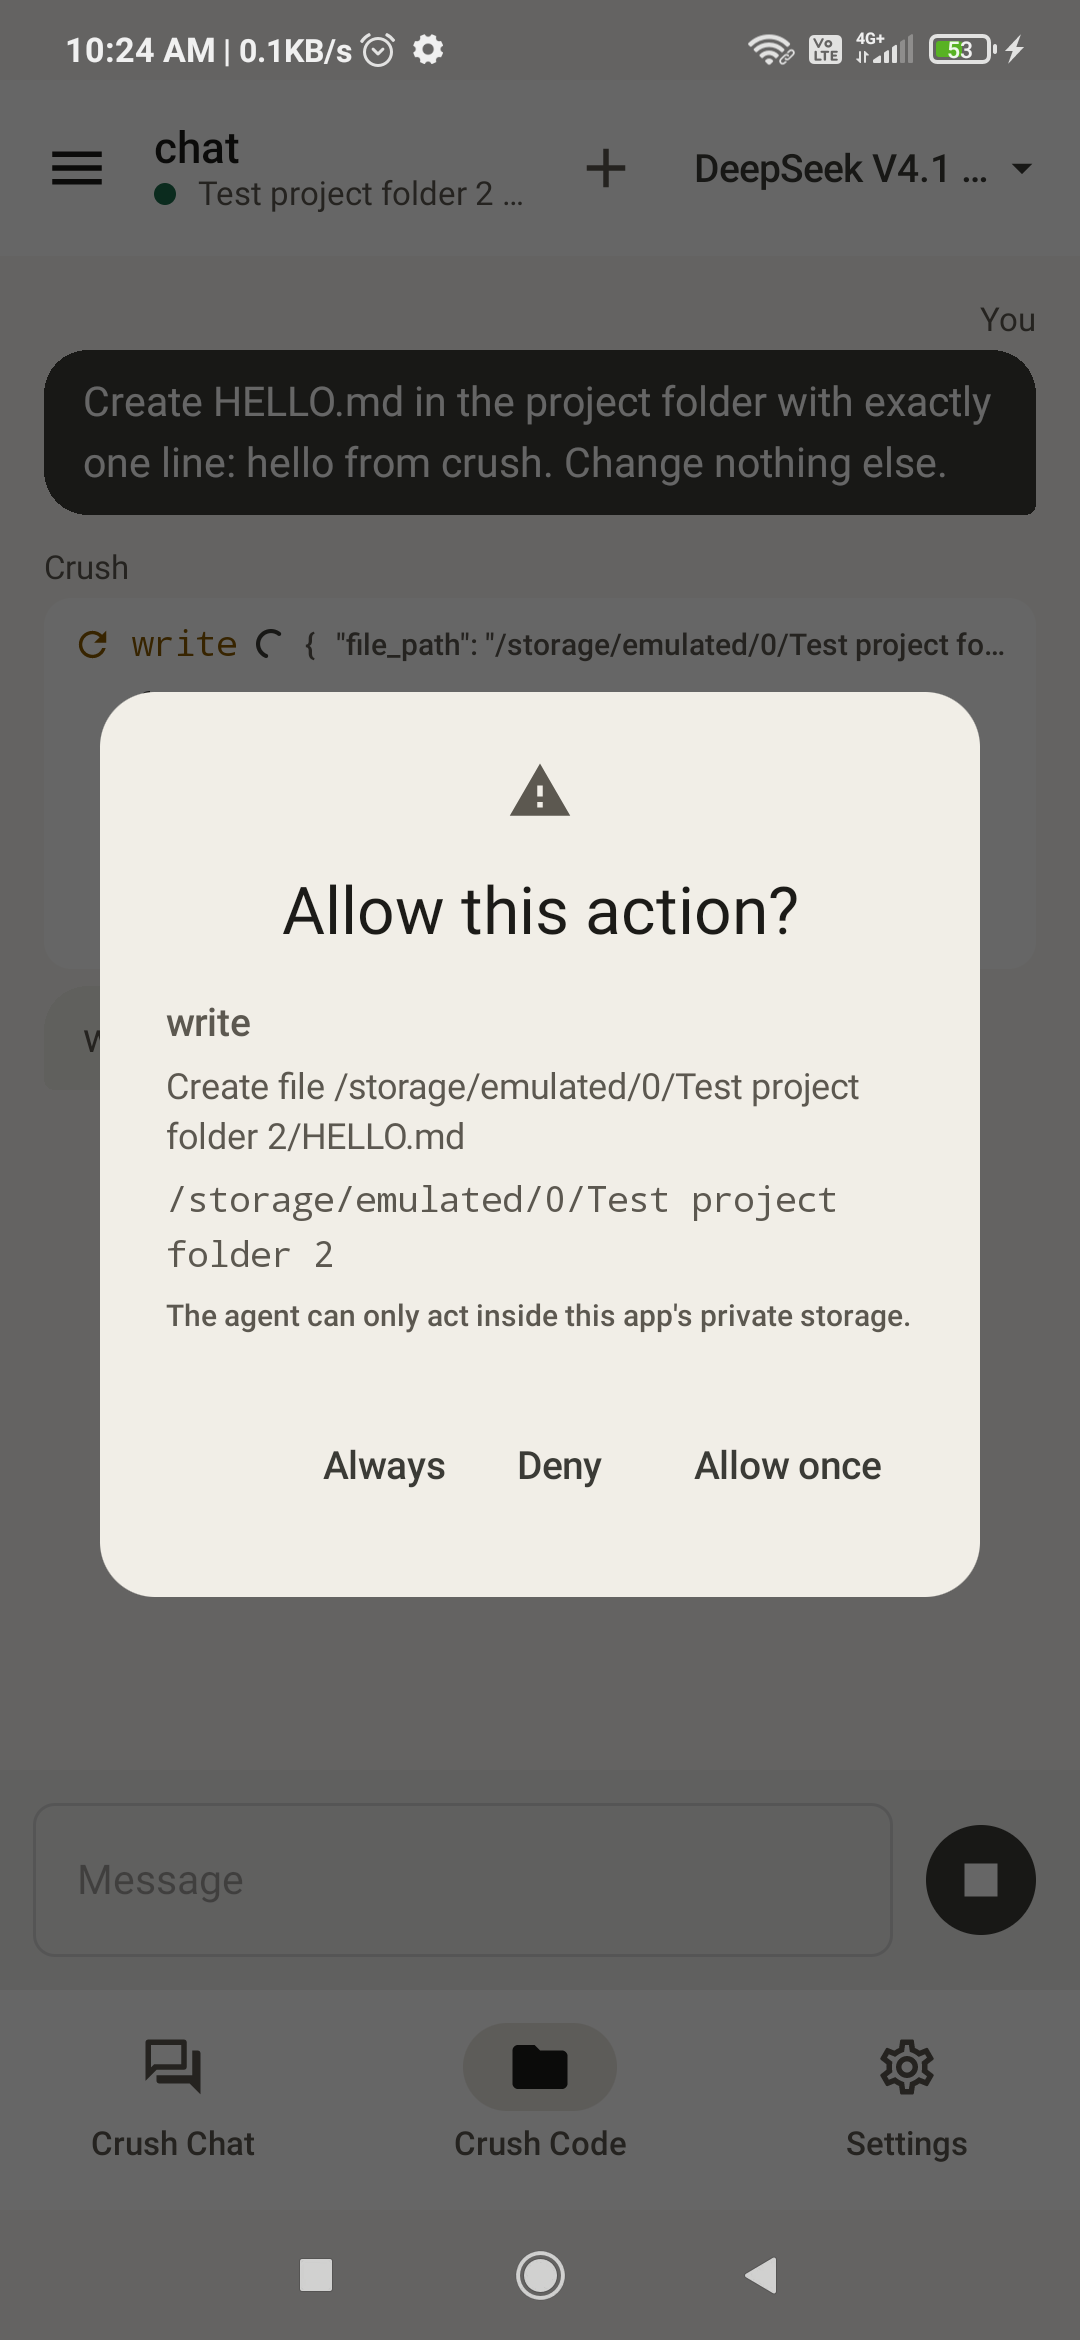 10:24 AM | 0.1KB/s
Vo LTE
4G+
53
chat
Test project folder 2 ...
DeepSeek V4.1 ...
You
Create HELLO.md in the project folder with exactly
one line: hello from crush. Change nothing else.
Crush
write { "file_path": "/storage/emulated/0/Test project fo...
Allow this action?
write
Create file /storage/emulated/0/Test project
folder 2/HELLO.md
/storage/emulated/0/Test project
folder 2
The agent can only act inside this app's private storage.
Always Deny Allow once
Message
Crush Chat
Crush Code
Settings